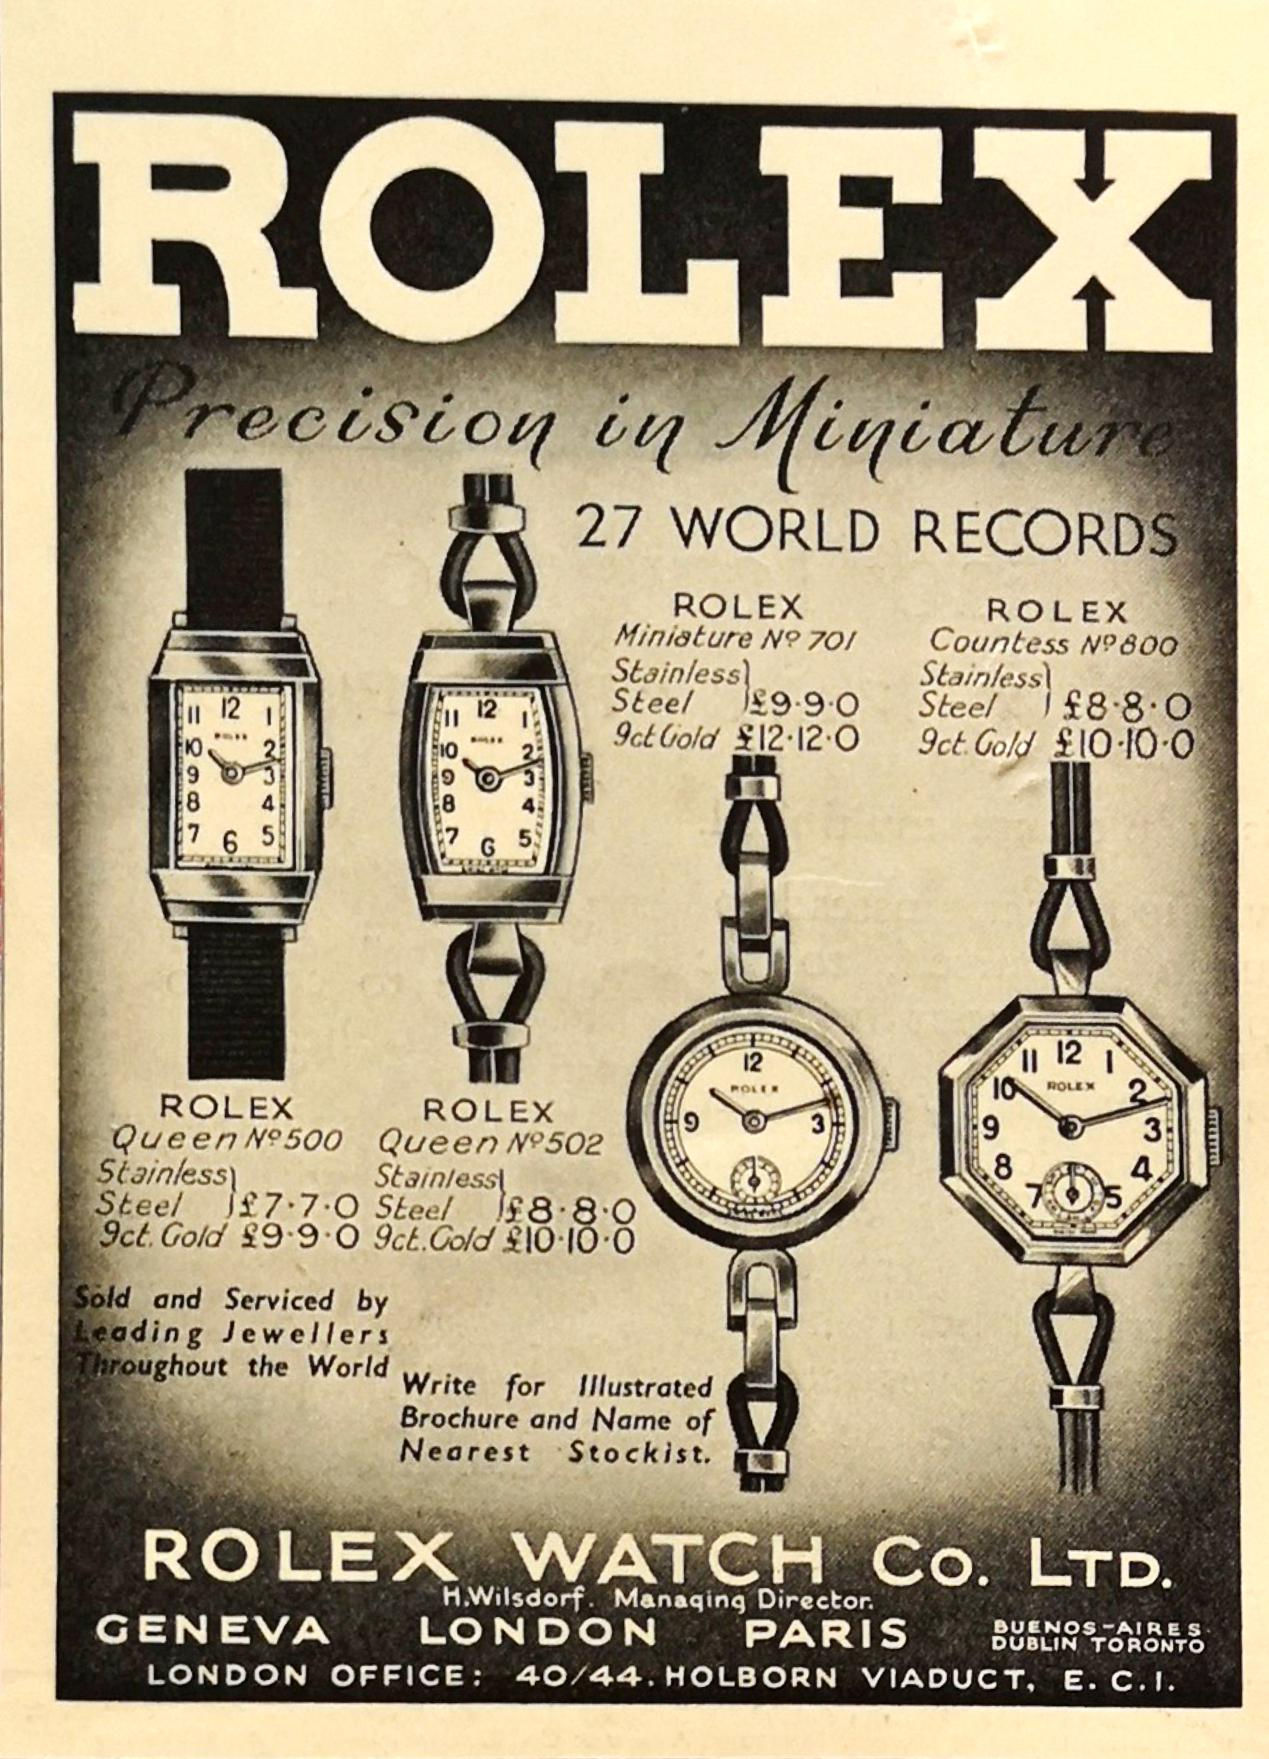 ROLEX
Precision in Miniature
27 WORLD RECORDS
ROLEX
Miniature Nº 701
Stainless
Steel } £9·9·0
9ct Gold £12·12·0
ROLEX
Countess Nº 800
Stainless
Steel } £8·8·0
9ct. Gold £10·10·0
11 12 1
ROLEX
10 2
9 3
8 4
7 6 5
11 12 1
ROLEX
10 2
9 3
8 4
7 6 5
12
ROLEX
9 3
11 12 1
10 ROLEX 2
9 3
8 4
7 5
ROLEX
Queen Nº 500
Stainless
Steel } £7·7·0
9ct. Gold £9·9·0
ROLEX
Queen Nº 502
Stainless
Steel } £8·8·0
9ct. Gold £10·10·0
Sold and Serviced by
Leading Jewellers
Throughout the World
Write for Illustrated
Brochure and Name of
Nearest Stockist.
ROLEX WATCH Co. LTD.
H.Wilsdorf. Managing Director.
GENEVA LONDON PARIS BUENOS-AIRES
DUBLIN TORONTO
LONDON OFFICE: 40/44. HOLBORN VIADUCT, E.C.1.